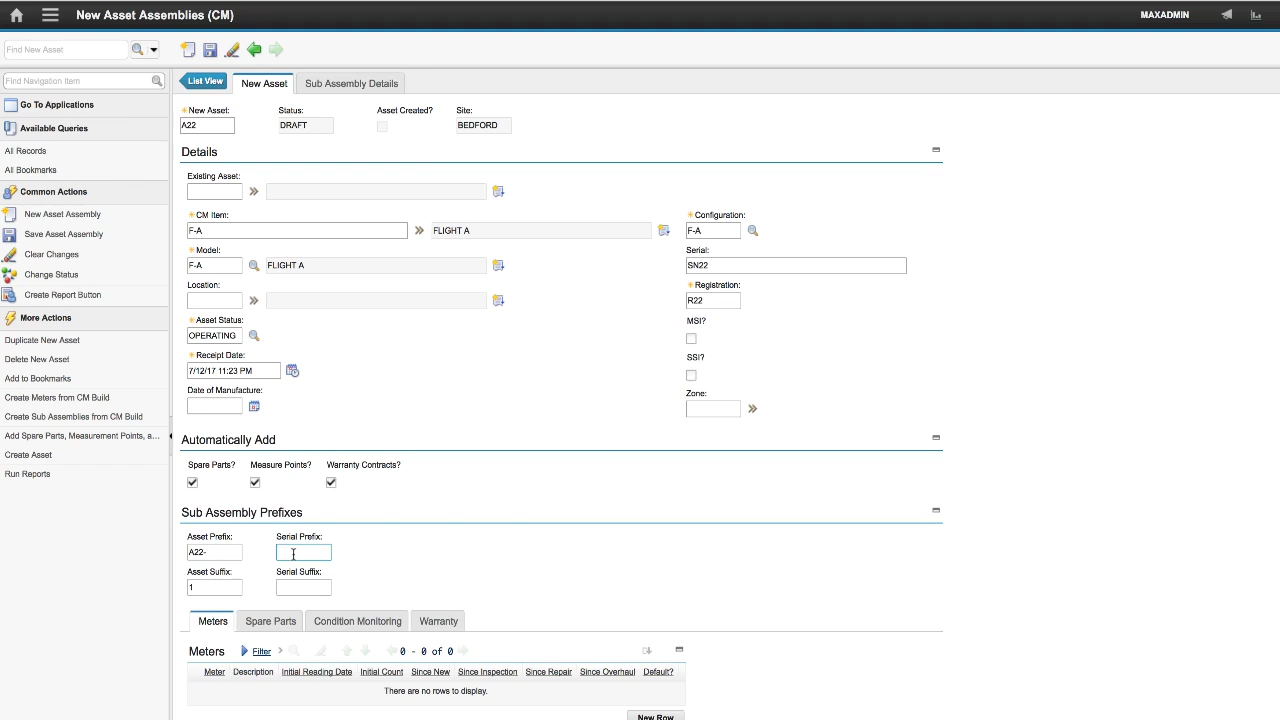 New Asset Assemblies (CM)
MAXADMIN
Find New Asset
Find Navigation Item
Go To Applications
Available Queries
All Records
All Bookmarks
Common Actions
New Asset Assembly
Save Asset Assembly
Clear Changes
Change Status
Create Report Button
More Actions
Duplicate New Asset
Delete New Asset
Add to Bookmarks
Create Meters from CM Build
Create Sub Assemblies from CM Build
Add Spare Parts, Measurement Points, a...
Create Asset
Run Reports
List View New Asset Sub Assembly Details
*New Asset: Status: Asset Created? Site:
A22 DRAFT BEDFORD
Details
Existing Asset:
*CM Item: *Configuration:
F-A FLIGHT A F-A
*Model: Serial:
F-A FLIGHT A SN22
Location: *Registration:
R22
*Asset Status: MSI?
OPERATING
*Receipt Date: SSI?
7/12/17 11:23 PM
Date of Manufacture: Zone:
Automatically Add
Spare Parts? Measure Points? Warranty Contracts?
Sub Assembly Prefixes
Asset Prefix: Serial Prefix:
A22-
Asset Suffix: Serial Suffix:
1
Meters Spare Parts Condition Monitoring Warranty
Meters Filter 0 - 0 of 0
Meter Description Initial Reading Date Initial Count Since New Since Inspection Since Repair Since Overhaul Default?
There are no rows to display.
New Row